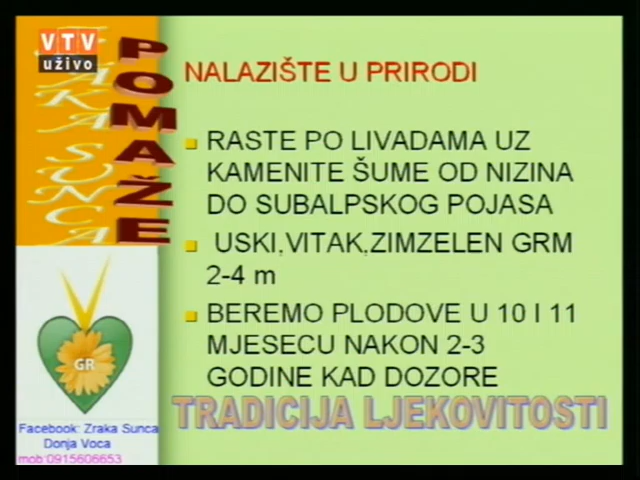 VTV
uživo
ZRAKA SUNCA
POMAŽE
NALAZIŠTE U PRIRODI
RASTE PO LIVADAMA UZ
KAMENITE ŠUME OD NIZINA
DO SUBALPSKOG POJASA
USKI,VITAK,ZIMZELEN GRM
2-4 m
BEREMO PLODOVE U 10 I 11
MJESECU NAKON 2-3
GODINE KAD DOZORE
TRADICIJA LJEKOVITOSTI
GR
Facebook: Zraka Sunca
Donja Voca
mob:0915606653